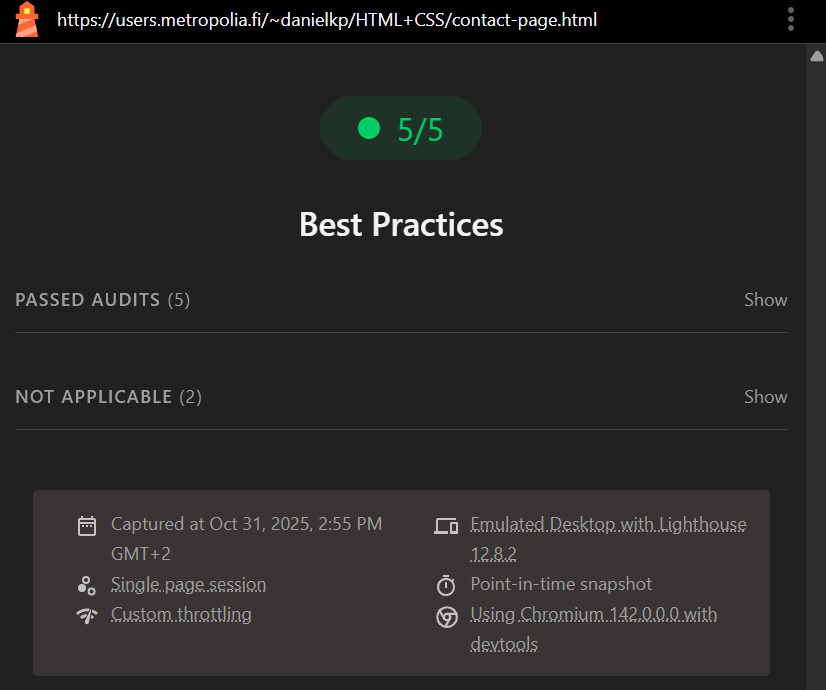 https://users.metropolia.fi/~danielkp/HTML+CSS/contact-page.html
5/5
Best Practices
PASSED AUDITS (5) Show
NOT APPLICABLE (2) Show
Captured at Oct 31, 2025, 2:55 PM
GMT+2
Single page session
Custom throttling
Emulated Desktop with Lighthouse
12.8.2
Point-in-time snapshot
Using Chromium 142.0.0.0 with
devtools